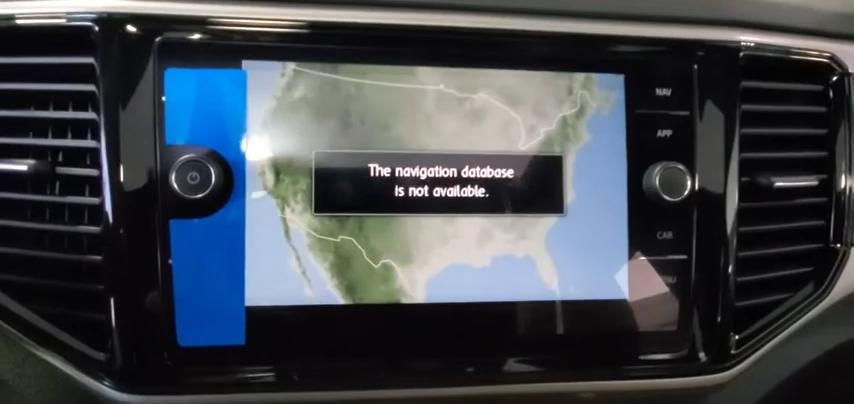 NAV
APP
The navigation database
is not available.
CAR